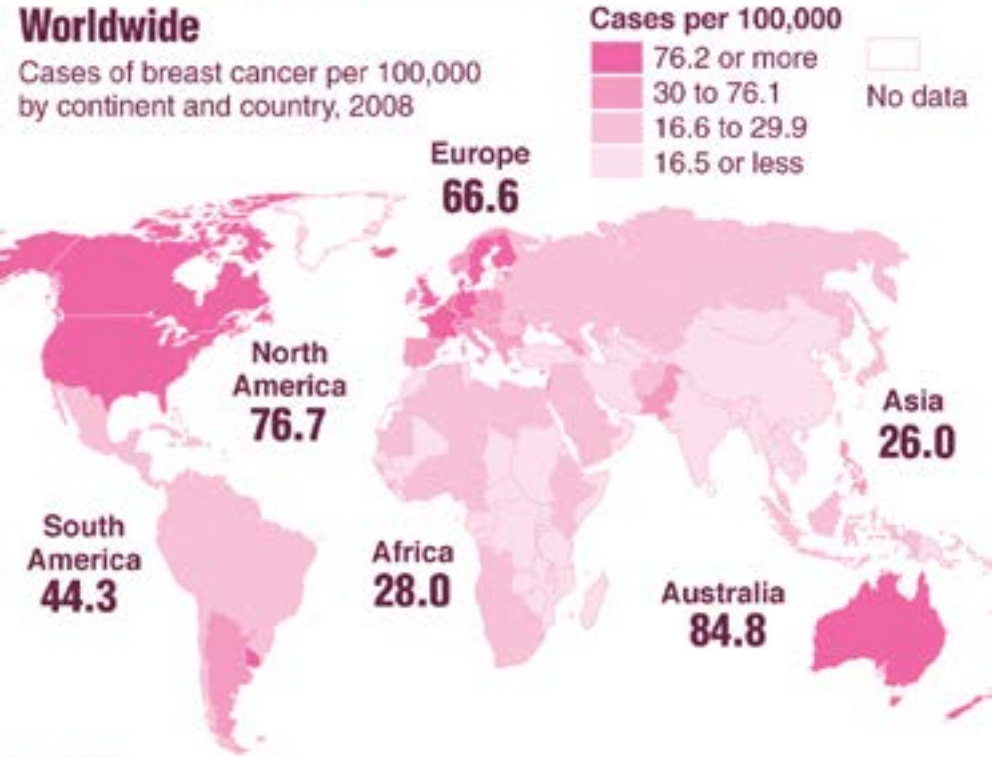 Worldwide
Cases of breast cancer per 100,000
by continent and country, 2008
Cases per 100,000
76.2 or more
30 to 76.1
16.6 to 29.9
16.5 or less
No data
Europe
66.6
North
America
76.7
Asia
26.0
South
America
44.3
Africa
28.0
Australia
84.8